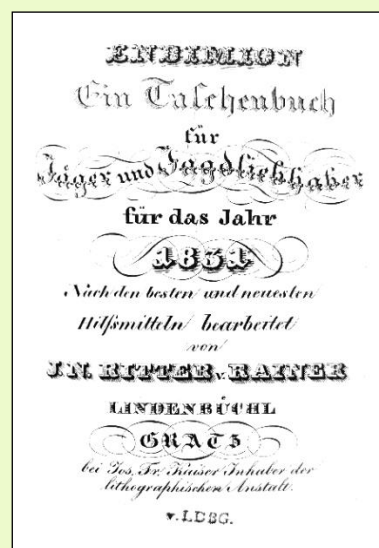 ENDIMION
Ein Taschenbuch
für
Jäger und Jagdliebhaber
für das Jahr
1831
Nach den besten und neuesten
Hilfsmitteln bearbeitet
von
J.N. RITTER v. RAINER
LINDENBÜCHL
GRATZ
bei Jos. Fr. Kaiser Inhaber der
lithographischen Anstalt.